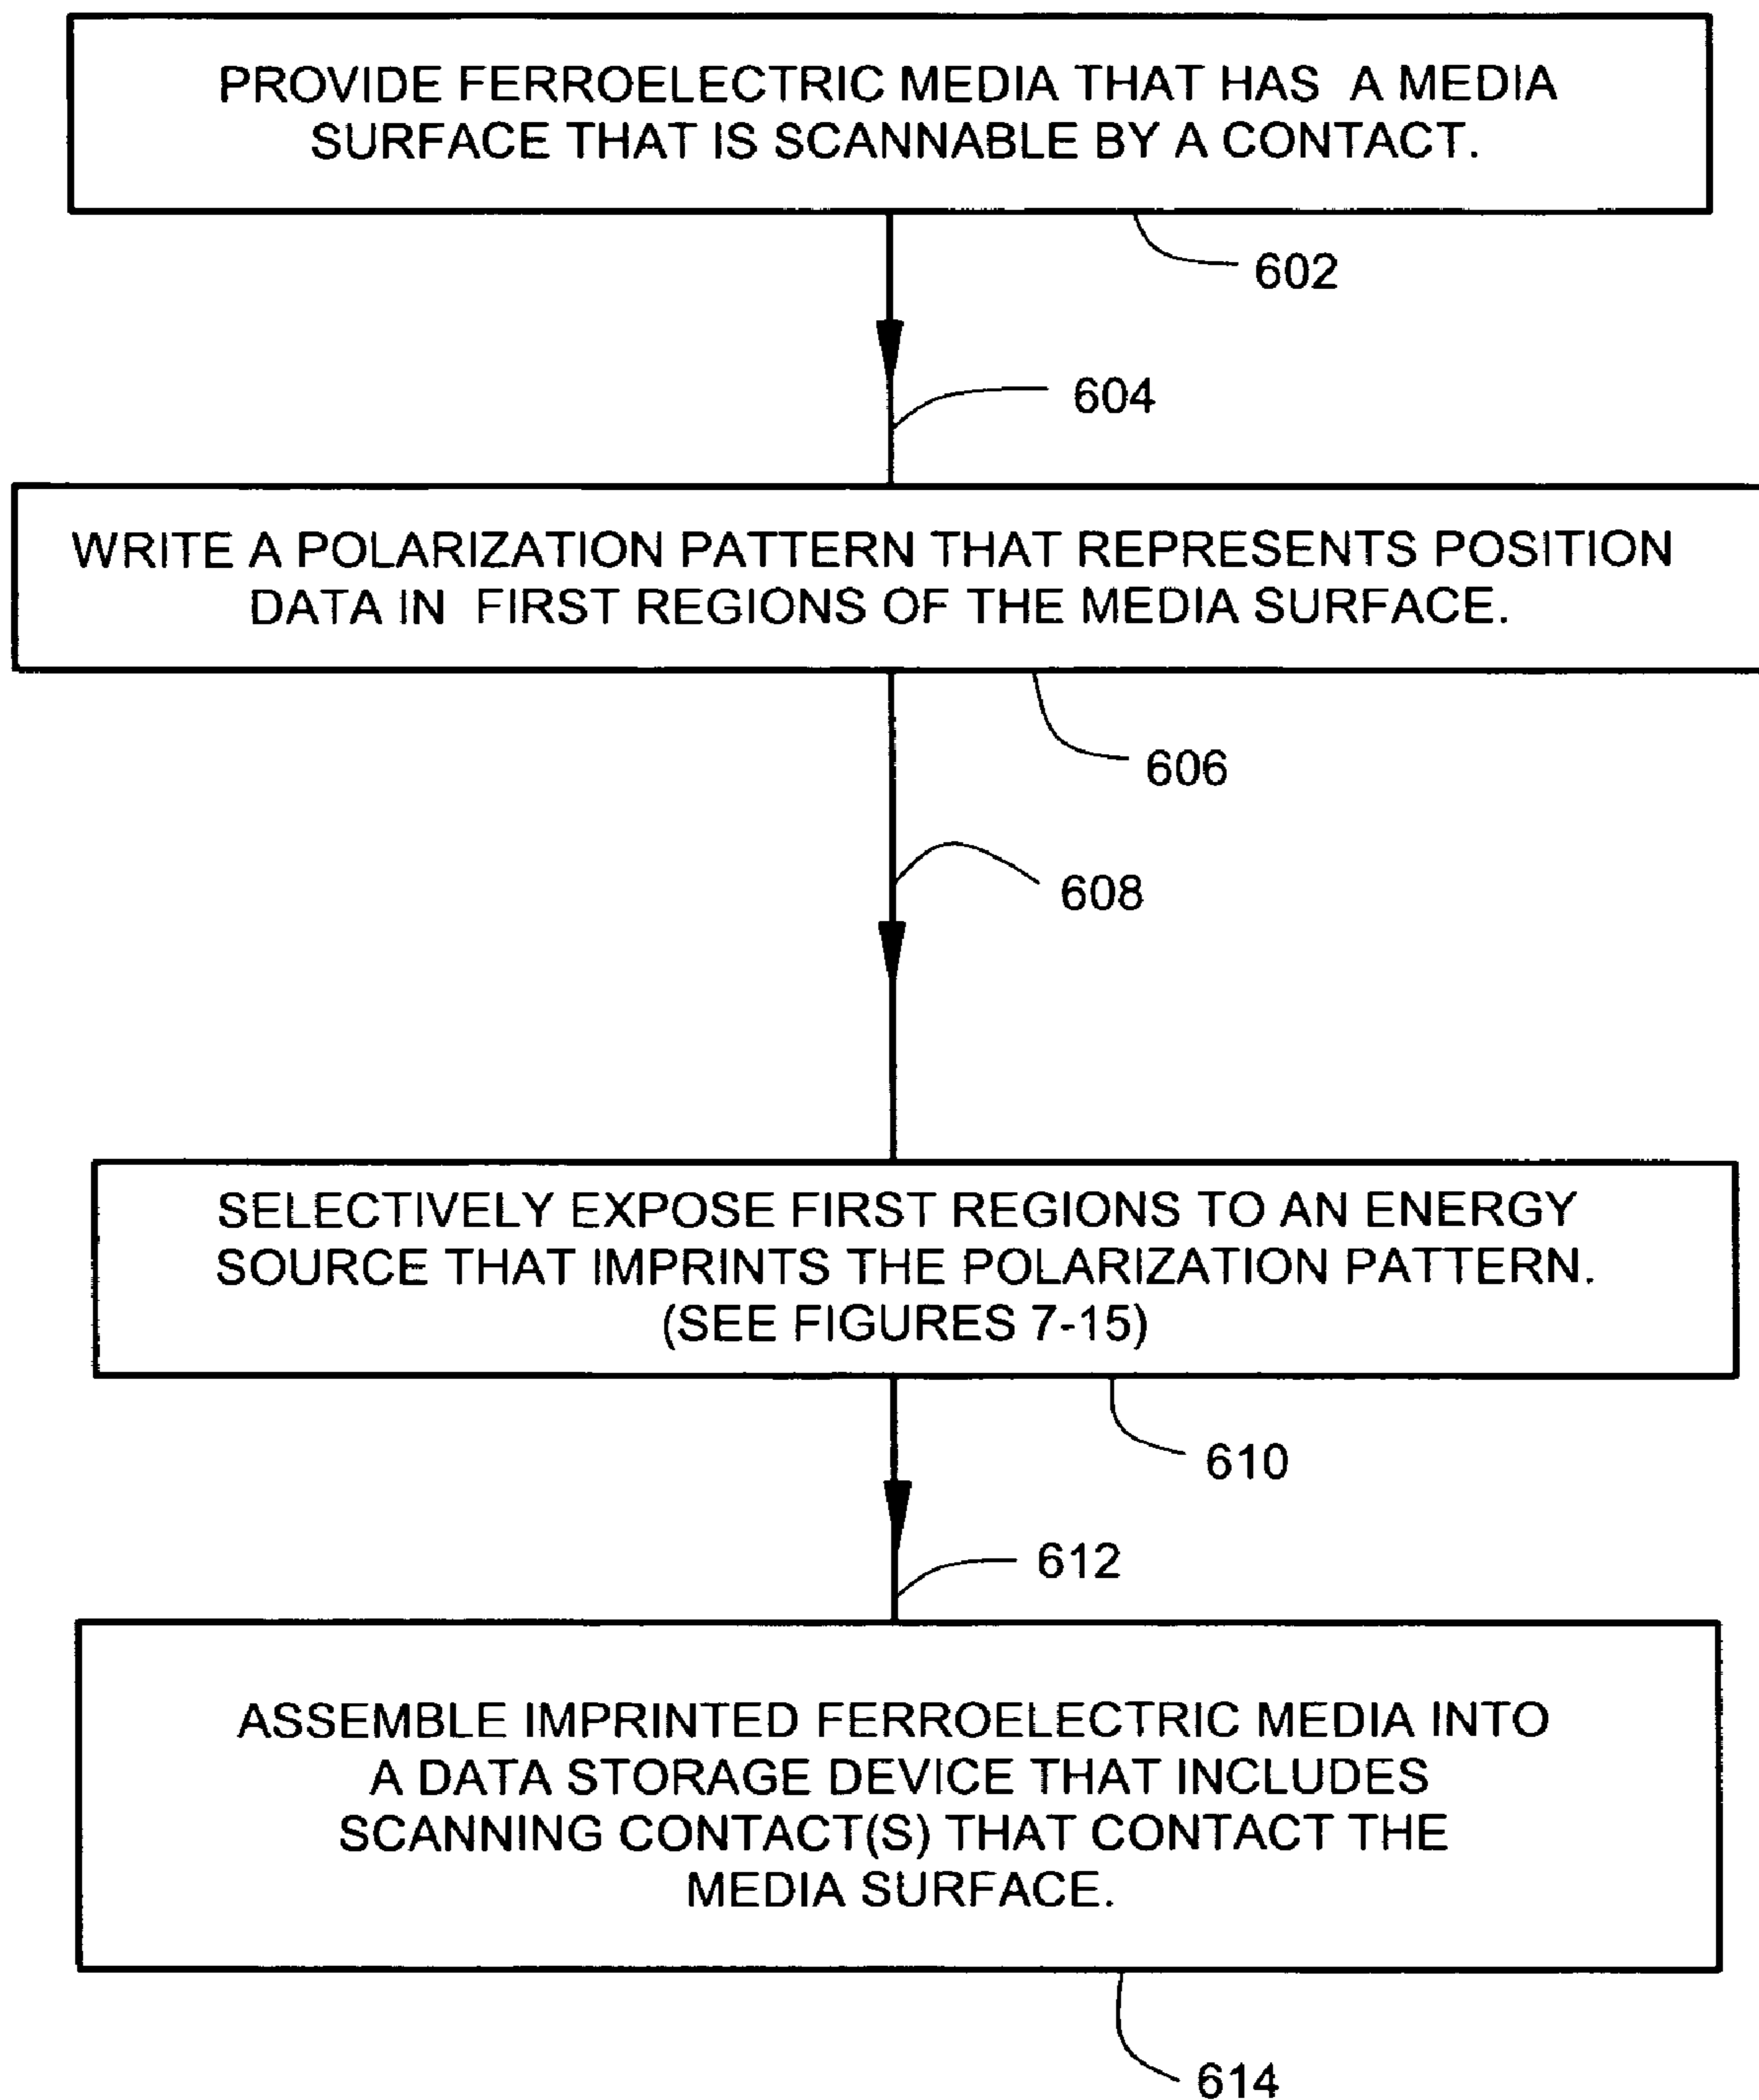 PROVIDE FERROELECTRIC MEDIA THAT HAS A MEDIA
SURFACE THAT IS SCANNABLE BY A CONTACT.
602
604
WRITE A POLARIZATION PATTERN THAT REPRESENTS POSITION
DATA IN FIRST REGIONS OF THE MEDIA SURFACE.
606
608
SELECTIVELY EXPOSE FIRST REGIONS TO AN ENERGY
SOURCE THAT IMPRINTS THE POLARIZATION PATTERN.
(SEE FIGURES 7-15)
610
612
ASSEMBLE IMPRINTED FERROELECTRIC MEDIA INTO
A DATA STORAGE DEVICE THAT INCLUDES
SCANNING CONTACT(S) THAT CONTACT THE
MEDIA SURFACE.
614